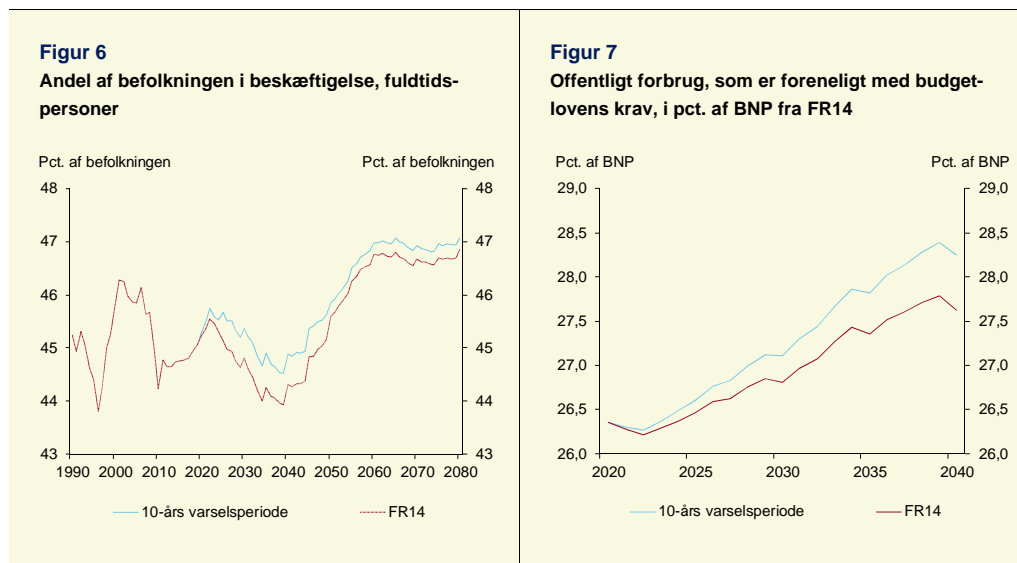 Figur 6
Andel af befolkningen i beskæftigelse, fuldtids-
personer
Pct. af befolkningen Pct. af befolkningen
48 48
47 47
46 46
45 45
44 44
43 43
1990 2000 2010 2020 2030 2040 2050 2060 2070 2080
10-års varselsperiode FR14
Figur 7
Offentligt forbrug, som er foreneligt med budget-
lovens krav, i pct. af BNP fra FR14
Pct. af BNP Pct. af BNP
29,0 29,0
28,5 28,5
28,0 28,0
27,5 27,5
27,0 27,0
26,5 26,5
26,0 26,0
2020 2025 2030 2035 2040
10-års varselsperiode FR14